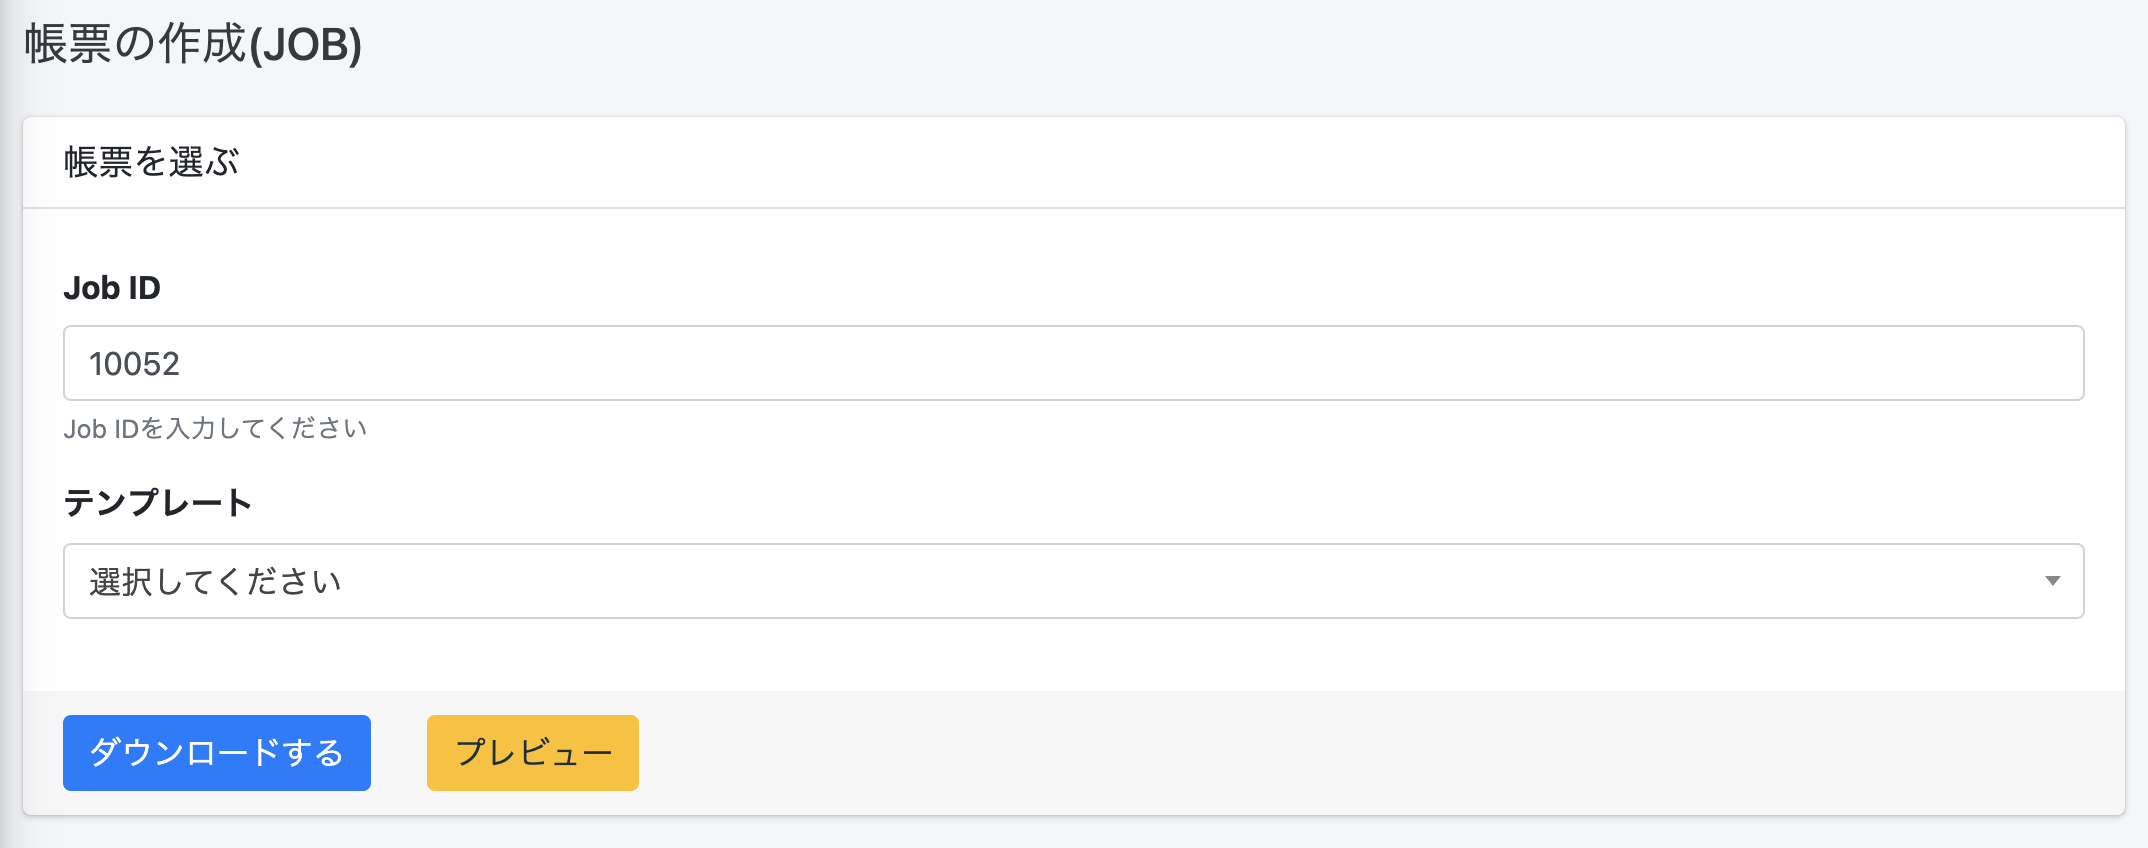 帳票の作成(JOB)
帳票を選ぶ
Job ID
10052
Job IDを入力してください
テンプレート
選択してください
ダウンロードする
プレビュー